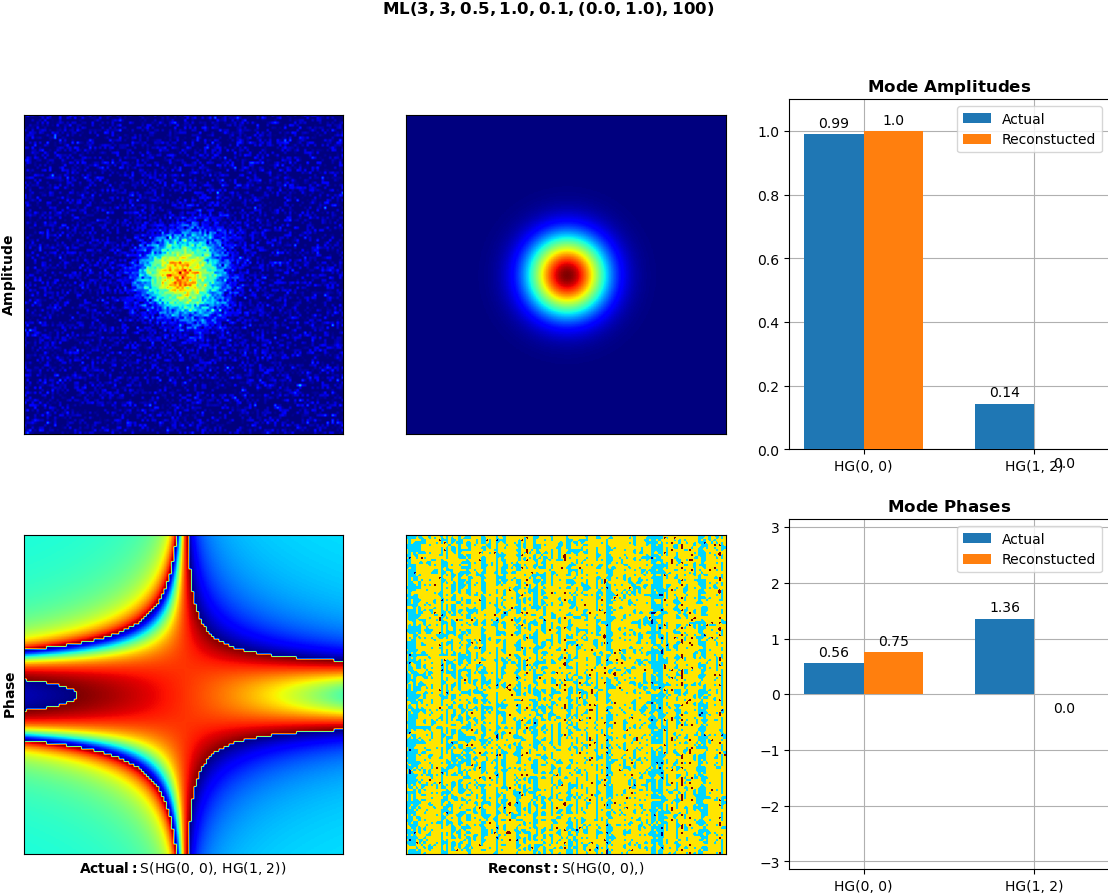 ML(3, 3, 0.5, 1.0, 0.1, (0.0, 1.0), 100)
Amplitude
Mode Amplitudes
Actual
Reconstucted
1.0
0.8
0.6
0.4
0.2
0.0
0.99
1.0
0.14
0.0
HG(0, 0)
HG(1, 2)
Phase
Actual:S(HG(0, 0), HG(1, 2))
Reconst:S(HG(0, 0),)
Mode Phases
Actual
Reconstucted
3
2
1
0
−1
−2
−3
0.56
0.75
1.36
0.0
HG(0, 0)
HG(1, 2)